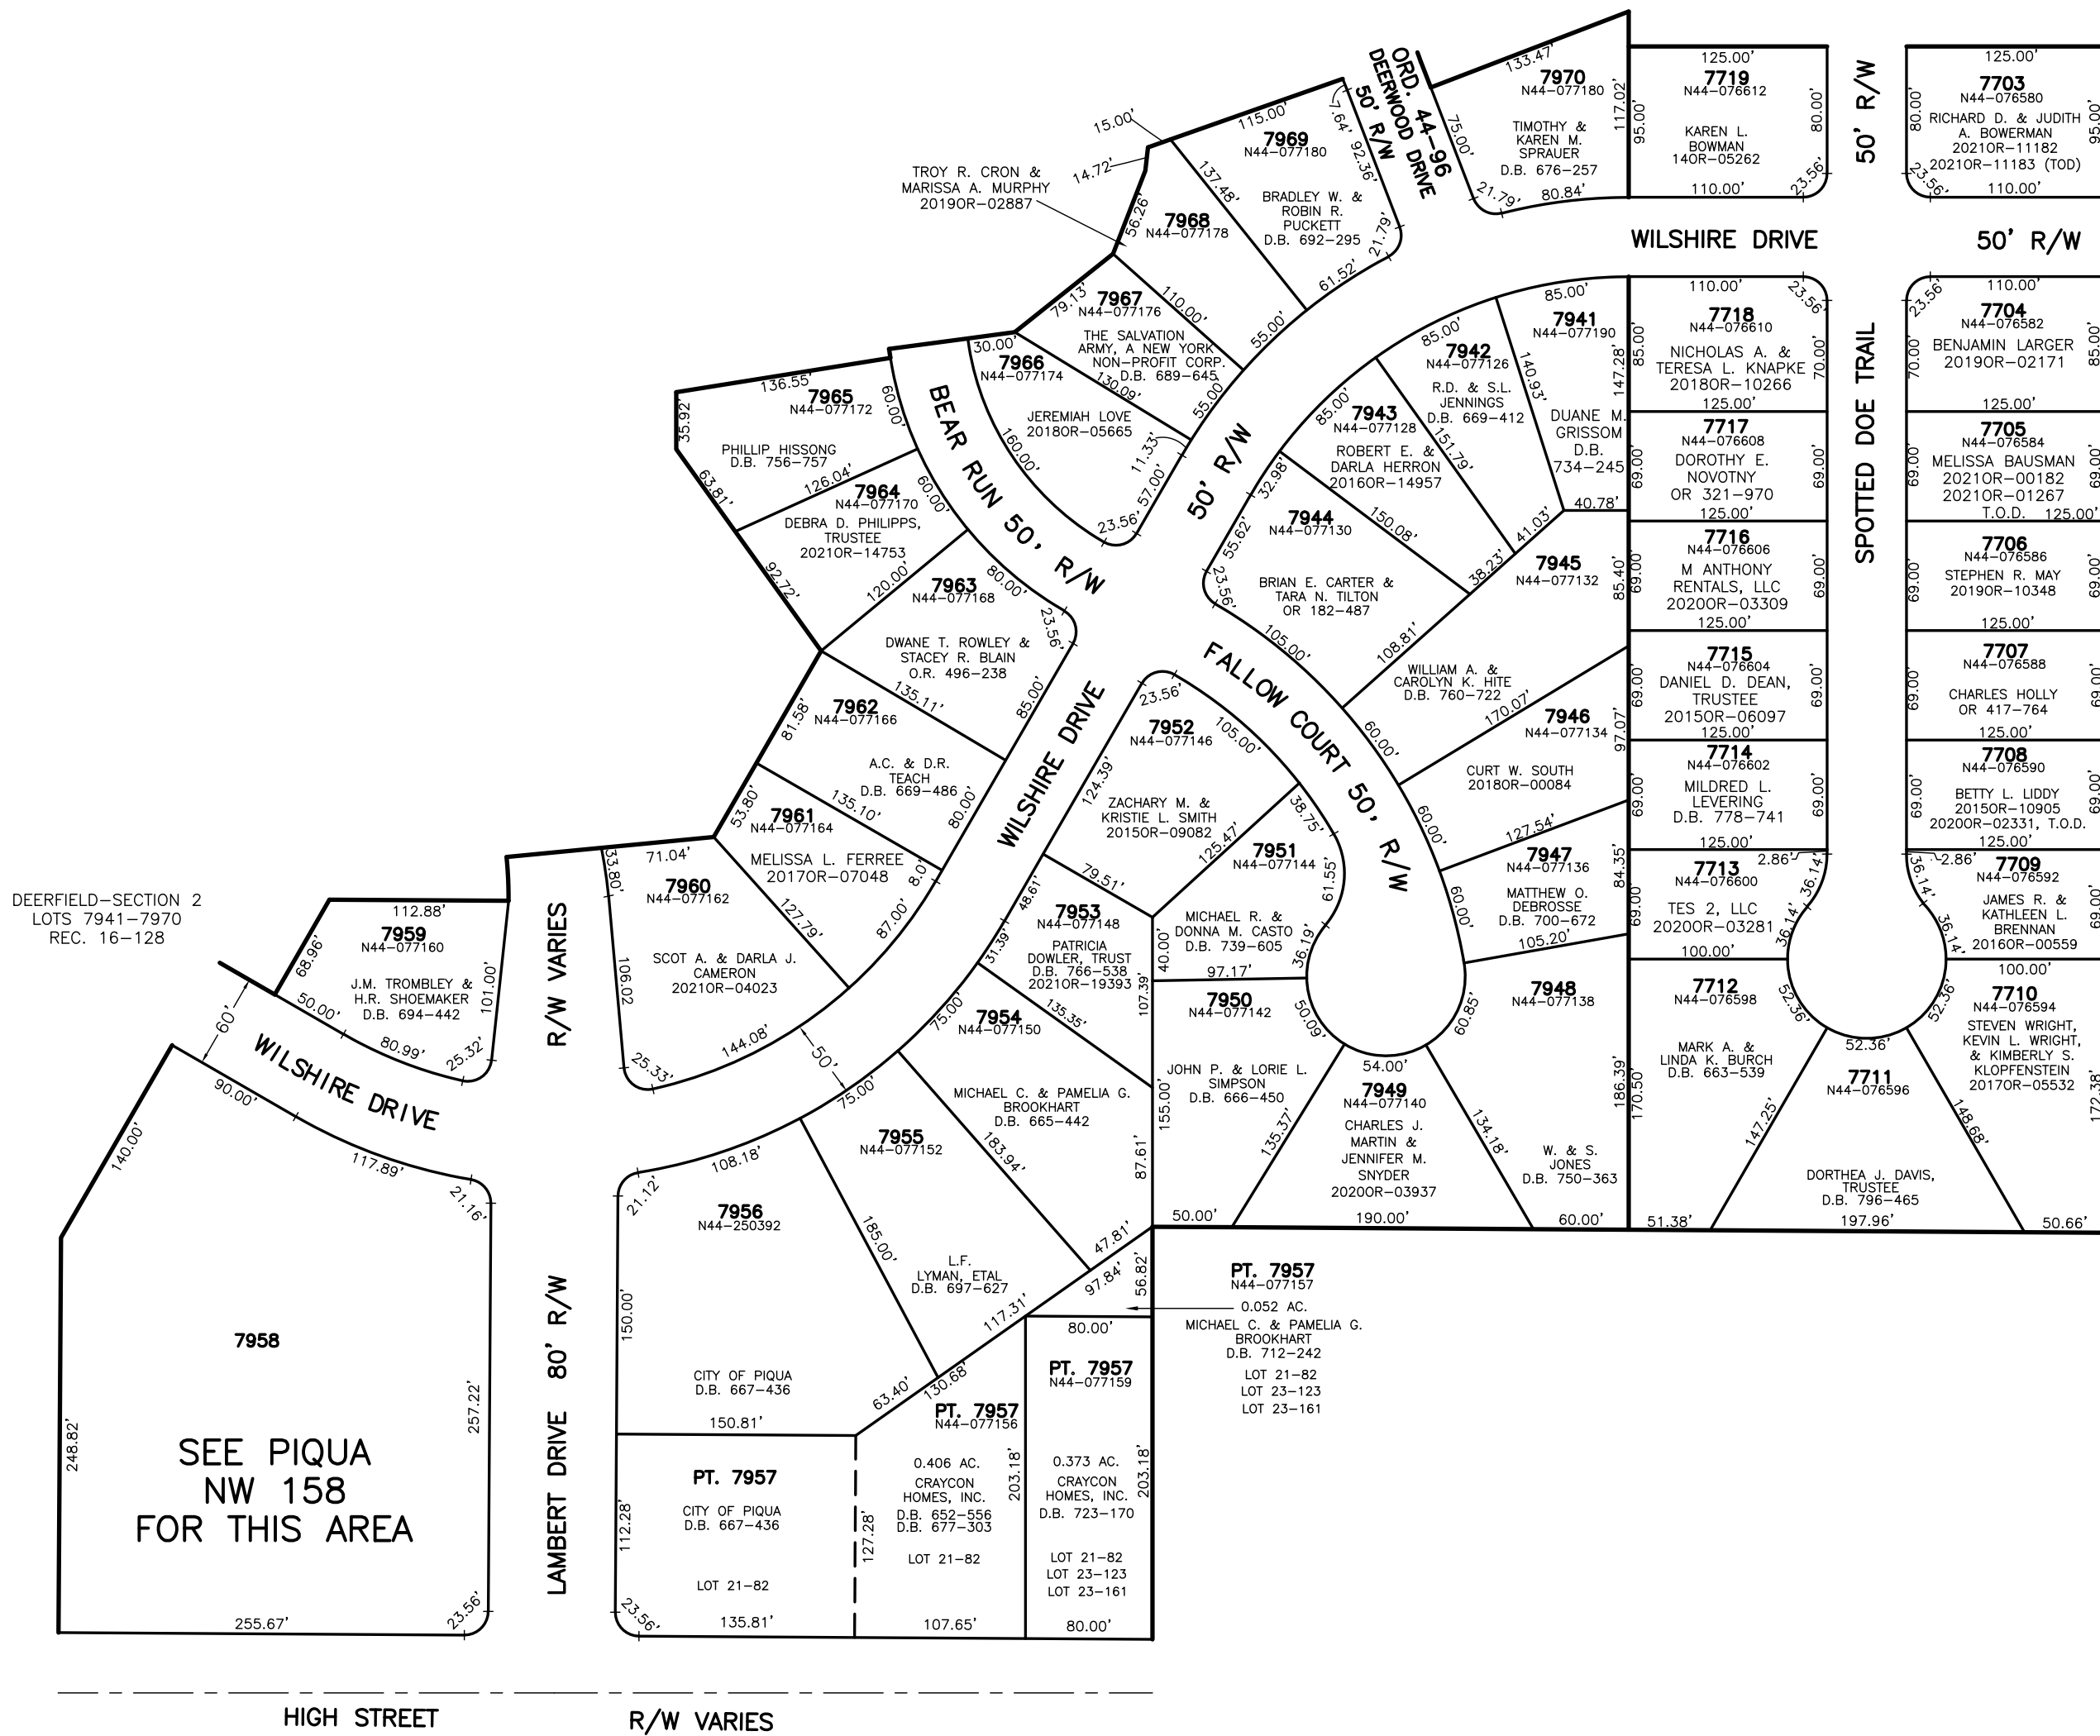 133.47'
7970
N44-077180
TIMOTHY &
KAREN M.
SPRAUER
D.B. 676-257
117.02'
75.00'
21.79'
80.84'
ORD. 44-96
DEERWOOD DRIVE
50' R/W
125.00'
7719
N44-076612
KAREN L.
BOWMAN
140R-05262
95.00'
80.00'
110.00'
23.56'
50' R/W
125.00'
7703
N44-076580
RICHARD D. & JUDITH
A. BOWERMAN
2021OR-11182
2021OR-11183 (TOD)
80.00'
95.00'
23.56'
110.00'
WILSHIRE DRIVE
50' R/W
115.00'
7969
N44-077180
7.64'
92.36'
BRADLEY W. &
ROBIN R.
PUCKETT
D.B. 692-295
21.79'
61.52'
137.48'
15.00'
14.72'
56.26'
TROY R. CRON &
MARISSA A. MURPHY
2019OR-02887
7968
N44-077178
55.00'
110.00'
79.13'
7967
N44-077176
THE SALVATION
ARMY, A NEW YORK
NON-PROFIT CORP.
D.B. 689-645
130.09'
55.00'
30.00'
7966
N44-077174
JEREMIAH LOVE
2018OR-05665
160.00'
11.33'
57.00'
23.56'
BEAR RUN 50' R/W
50' R/W
136.55'
7965
N44-077172
35.92'
60.00'
PHILLIP HISSONG
D.B. 756-757
126.04'
63.81'
7964
N44-077170
60.00'
DEBRA D. PHILIPPS,
TRUSTEE
2021OR-14753
92.72'
120.00'
7963
N44-077168
80.00'
23.56'
DWANE T. ROWLEY &
STACEY R. BLAIN
O.R. 496-238
135.11'
85.00'
81.58'
7962
N44-077166
A.C. & D.R.
TEACH
D.B. 669-486
135.10'
80.00'
53.80'
7961
N44-077164
MELISSA L. FERREE
2017OR-07048
8.0'
87.00'
127.79'
33.80'
71.04'
7960
N44-077162
SCOT A. & DARLA J.
CAMERON
2021OR-04023
106.02
25.33'
144.08'
R/W VARIES
DEERFIELD-SECTION 2
LOTS 7941-7970
REC. 16-128
112.88'
7959
N44-077160
68.96'
J.M. TROMBLEY &
H.R. SHOEMAKER
D.B. 694-442
101.00'
50.00'
80.99'
25.32'
60'
WILSHIRE DRIVE
90.00'
117.89'
21.16'
140.00'
7958
248.82'
257.22'
SEE PIQUA
NW 158
FOR THIS AREA
255.67'
23.56'
LAMBERT DRIVE 80' R/W
WILSHIRE DRIVE
50'
85.00'
7941
N44-077190
147.28'
140.93'
DUANE M.
GRISSOM
D.B.
734-245
40.78'
85.00'
7942
N44-077126
R.D. & S.L.
JENNINGS
D.B. 669-412
151.79'
41.03'
85.00'
7943
N44-077128
ROBERT E. &
DARLA HERRON
2016OR-14957
150.08'
38.23'
32.98'
55.62'
23.56'
7944
N44-077130
BRIAN E. CARTER &
TARA N. TILTON
OR 182-487
105.00'
108.81'
7945
N44-077132
85.40'
WILLIAM A. &
CAROLYN K. HITE
D.B. 760-722
170.07'
60.00'
7946
N44-077134
97.07'
CURT W. SOUTH
2018OR-00084
60.00'
127.54'
7947
N44-077136
84.35'
MATTHEW O.
DEBROSSE
D.B. 700-672
60.00'
105.20'
7948
N44-077138
60.85'
186.39'
W. & S.
JONES
D.B. 750-363
60.00'
134.18'
54.00'
7949
N44-077140
CHARLES J.
MARTIN &
JENNIFER M.
SNYDER
2020OR-03937
190.00'
135.37'
7950
N44-077142
50.09'
JOHN P. & LORIE L.
SIMPSON
D.B. 666-450
155.00'
50.00'
97.17'
FALLOW COURT 50' R/W
38.75'
7951
N44-077144
61.55'
36.19'
MICHAEL R. &
DONNA M. CASTO
D.B. 739-605
40.00'
125.47'
23.56'
7952
N44-077146
105.00'
124.39'
ZACHARY M. &
KRISTIE L. SMITH
2015OR-09082
79.51'
48.61'
31.39'
7953
N44-077148
PATRICIA
DOWLER, TRUST
D.B. 766-538
2021OR-19393
107.39'
135.35'
75.00'
7954
N44-077150
MICHAEL C. & PAMELIA G.
BROOKHART
D.B. 665-442
87.61'
183.94'
47.81'
75.00'
7955
N44-077152
L.F.
LYMAN, ETAL
D.B. 697-627
185.00'
117.31'
108.18'
21.12'
7956
N44-250392
150.00'
CITY OF PIQUA
D.B. 667-436
63.40'
150.81'
PT. 7957
CITY OF PIQUA
D.B. 667-436
LOT 21-82
112.28'
23.56'
135.81'
127.28'
130.68'
PT. 7957
N44-077156
0.406 AC.
CRAYCON
HOMES, INC.
D.B. 652-556
D.B. 677-303
LOT 21-82
203.18'
107.65'
97.84'
56.82'
80.00'
PT. 7957
N44-077159
0.373 AC.
CRAYCON
HOMES, INC.
D.B. 723-170
LOT 21-82
LOT 23-123
LOT 23-161
203.18'
80.00'
PT. 7957
N44-077157
0.052 AC.
MICHAEL C. & PAMELIA G.
BROOKHART
D.B. 712-242
LOT 21-82
LOT 23-123
LOT 23-161
110.00'
23.56'
7718
N44-076610
NICHOLAS A. &
TERESA L. KNAPKE
2018OR-10266
85.00'
70.00'
125.00'
7717
N44-076608
DOROTHY E.
NOVOTNY
OR 321-970
69.00'
69.00'
125.00'
7716
N44-076606
M ANTHONY
RENTALS, LLC
2020OR-03309
69.00'
69.00'
125.00'
7715
N44-076604
DANIEL D. DEAN,
TRUSTEE
2015OR-06097
69.00'
69.00'
125.00'
7714
N44-076602
MILDRED L.
LEVERING
D.B. 778-741
69.00'
69.00'
125.00'
2.86'
7713
N44-076600
TES 2, LLC
2020OR-03281
69.00'
36.14'
36.14'
100.00'
7712
N44-076598
52.36'
MARK A. &
LINDA K. BURCH
D.B. 663-539
170.50'
51.38'
147.25'
52.36'
7711
N44-076596
DORTHEA J. DAVIS,
TRUSTEE
D.B. 796-465
197.96'
148.68'
SPOTTED DOE TRAIL
23.56'
110.00'
7704
N44-076582
BENJAMIN LARGER
2019OR-02171
70.00'
85.00'
125.00'
7705
N44-076584
MELISSA BAUSMAN
2021OR-00182
2021OR-01267
T.O.D.
69.00'
69.00'
125.00'
7706
N44-076586
STEPHEN R. MAY
2019OR-10348
69.00'
69.00'
125.00'
7707
N44-076588
CHARLES HOLLY
OR 417-764
69.00'
69.00'
125.00'
7708
N44-076590
BETTY L. LIDDY
2015OR-10905
2020OR-02331, T.O.D.
69.00'
69.00'
125.00'
2.86'
7709
N44-076592
JAMES R. &
KATHLEEN L.
BRENNAN
2016OR-00559
36.14'
36.14'
69.00'
100.00'
7710
N44-076594
STEVEN WRIGHT,
KEVIN L. WRIGHT,
& KIMBERLY S.
KLOPFENSTEIN
2017OR-05532
52.36'
172.38'
50.66'
HIGH STREET
R/W VARIES